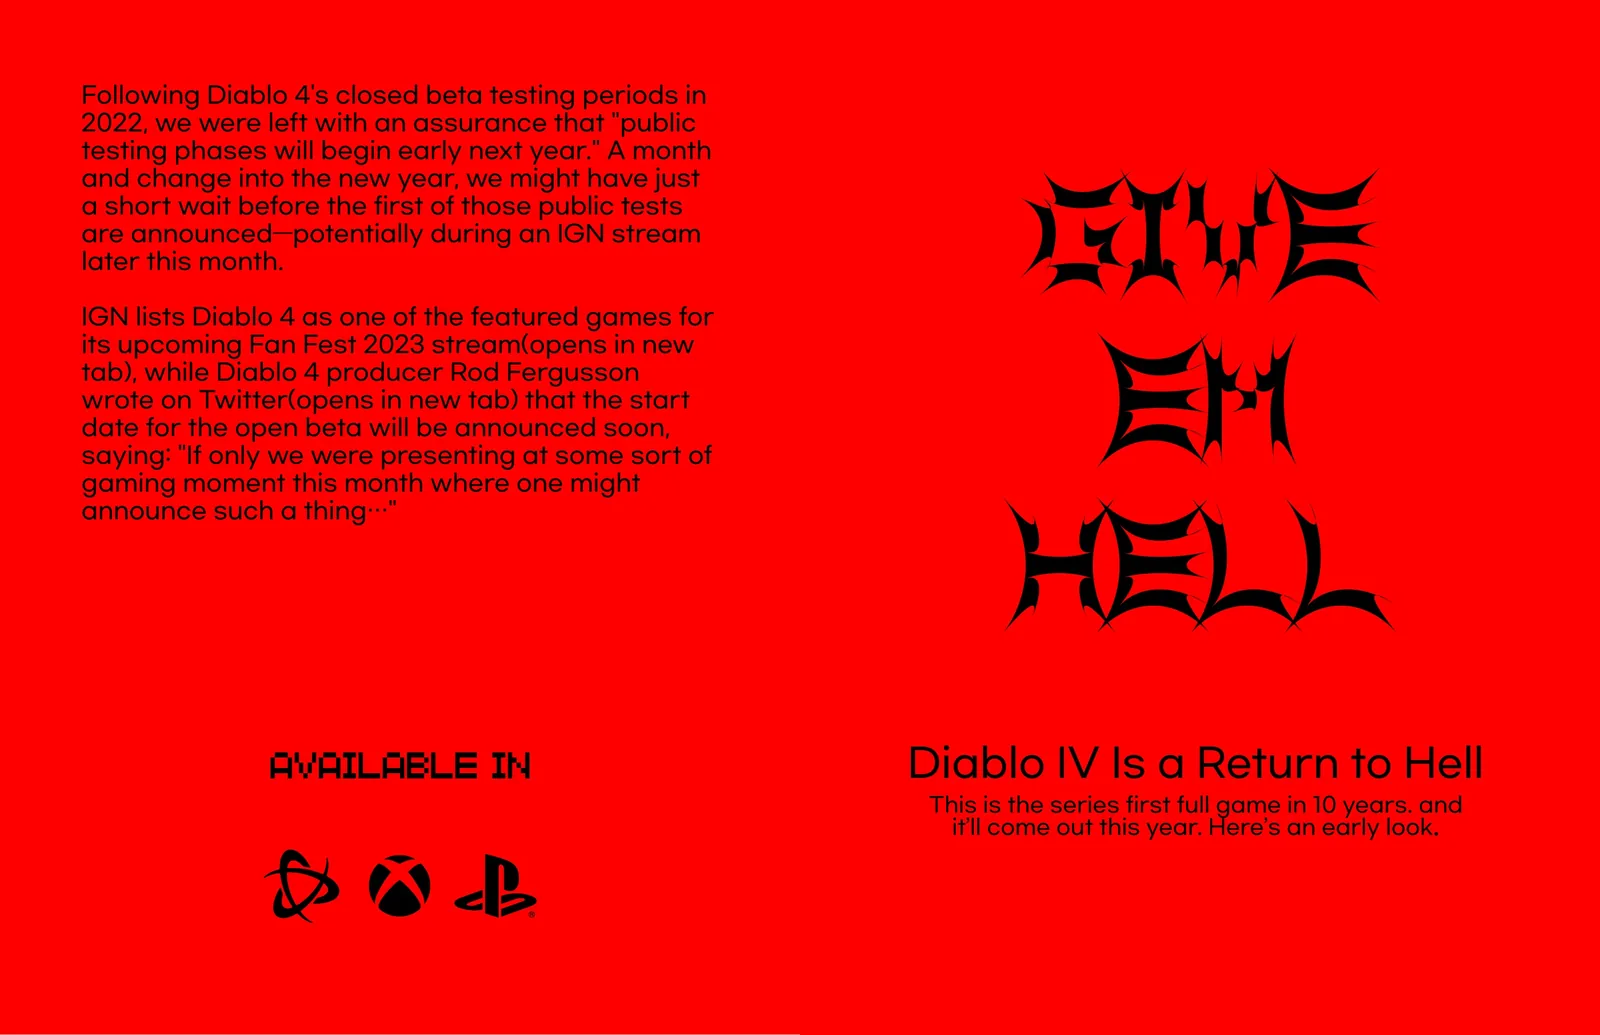 Following Diablo 4's closed beta testing periods in
2022, we were left with an assurance that "public
testing phases will begin early next year." A month
and change into the new year, we might have just
a short wait before the first of those public tests
are announced—potentially during an IGN stream
later this month.
IGN lists Diablo 4 as one of the featured games for
its upcoming Fan Fest 2023 stream(opens in new
tab), while Diablo 4 producer Rod Fergusson
wrote on Twitter(opens in new tab) that the start
date for the open beta will be announced soon,
saying: "If only we were presenting at some sort of
gaming moment this month where one might
announce such a thing…"
AVAILABLE IN
GIVE
EM
HELL
Diablo IV Is a Return to Hell
This is the series first full game in 10 years. and
it’ll come out this year. Here’s an early look.